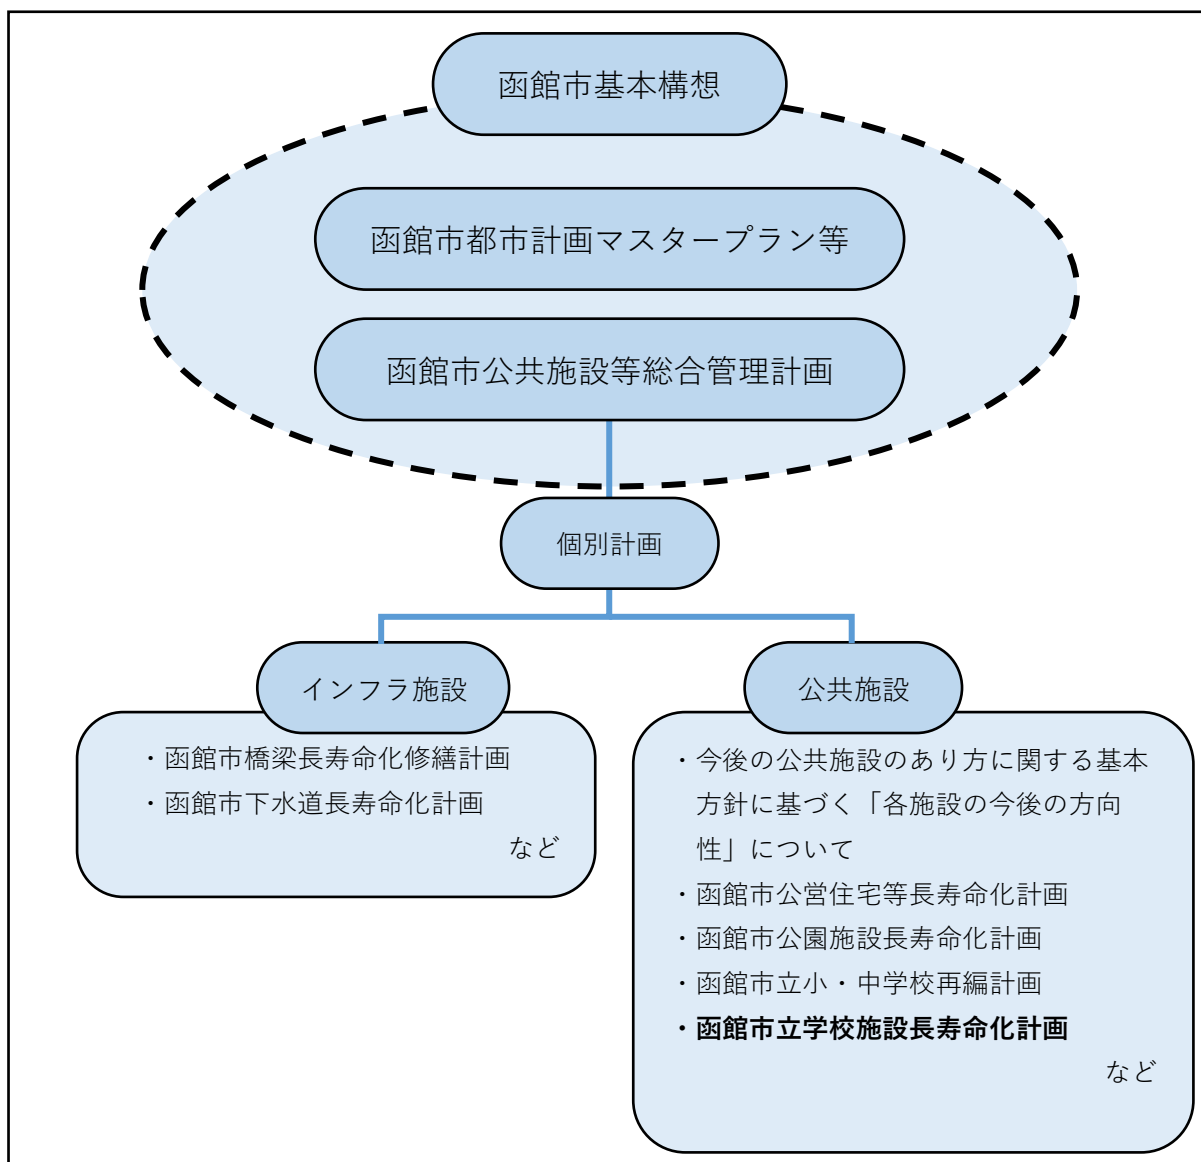 函館市基本構想
函館市都市計画マスタープラン等
函館市公共施設等総合管理計画
個別計画
インフラ施設
・函館市橋梁長寿命化修繕計画
・函館市下水道長寿命化計画
など
公共施設
・今後の公共施設のあり方に関する基本
方針に基づく「各施設の今後の方向
性」について
・函館市公営住宅等長寿命化計画
・函館市公園施設長寿命化計画
・函館市立小・中学校再編計画
・函館市立学校施設長寿命化計画
など